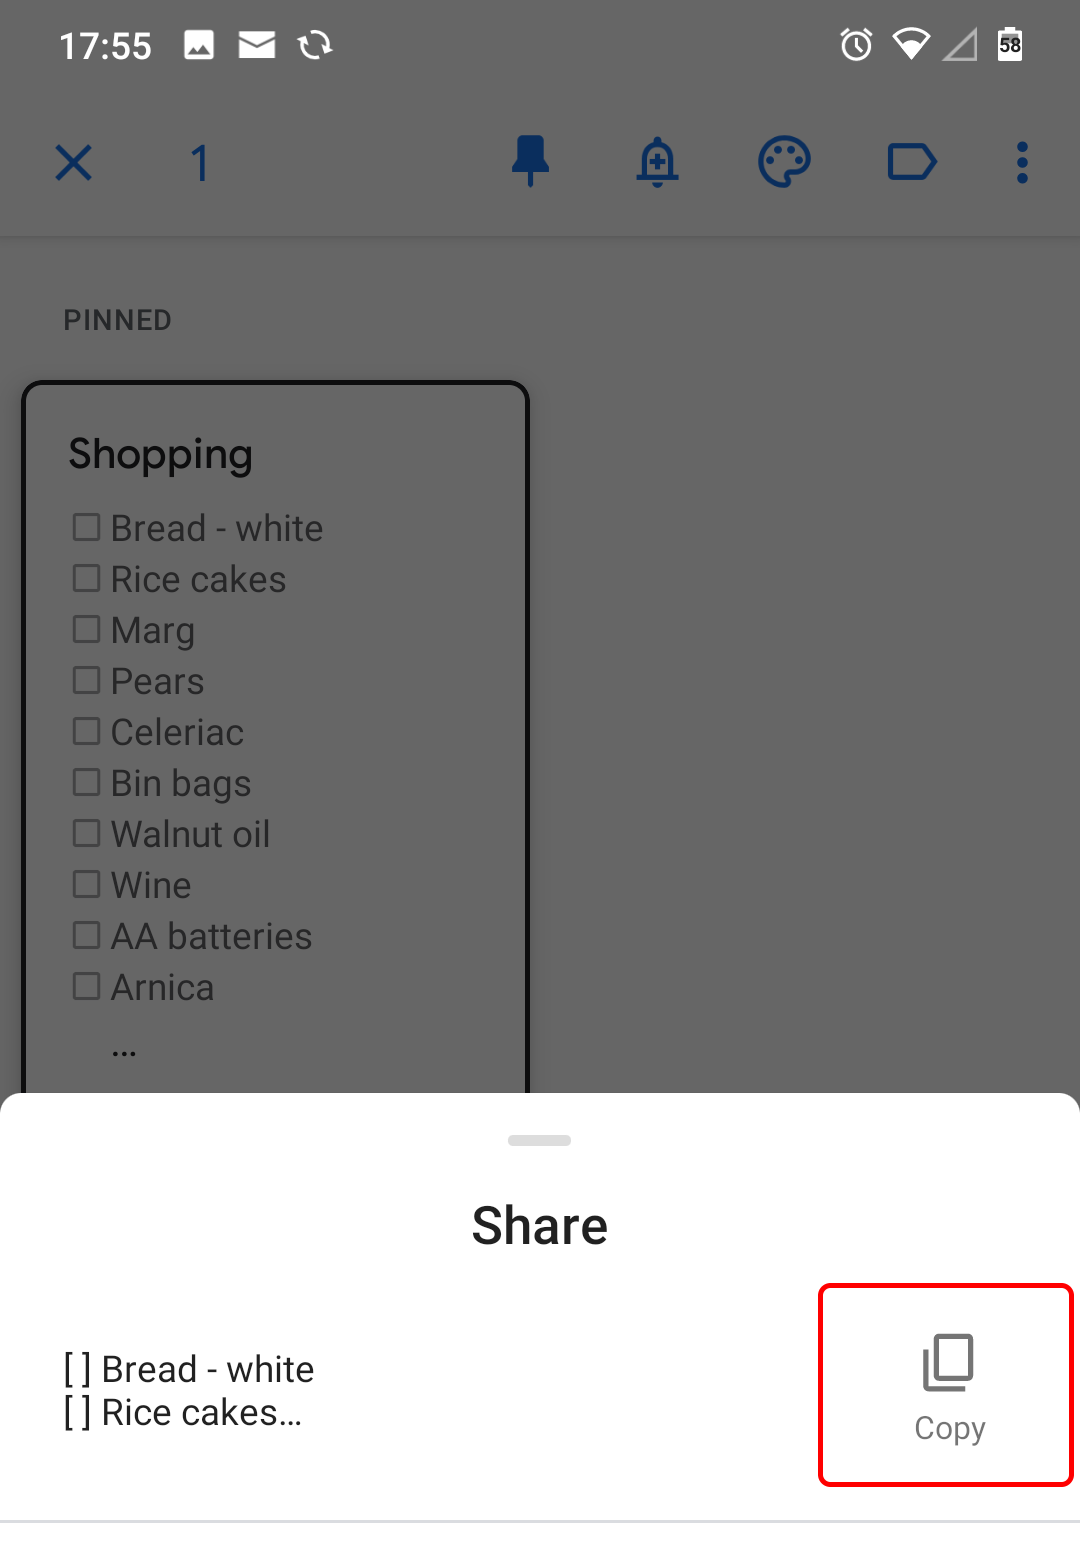 17:55
58
1
PINNED
Shopping
Bread - white
Rice cakes
Marg
Pears
Celeriac
Bin bags
Walnut oil
Wine
AA batteries
Arnica
...
Share
[ ] Bread - white
[ ] Rice cakes...
Copy